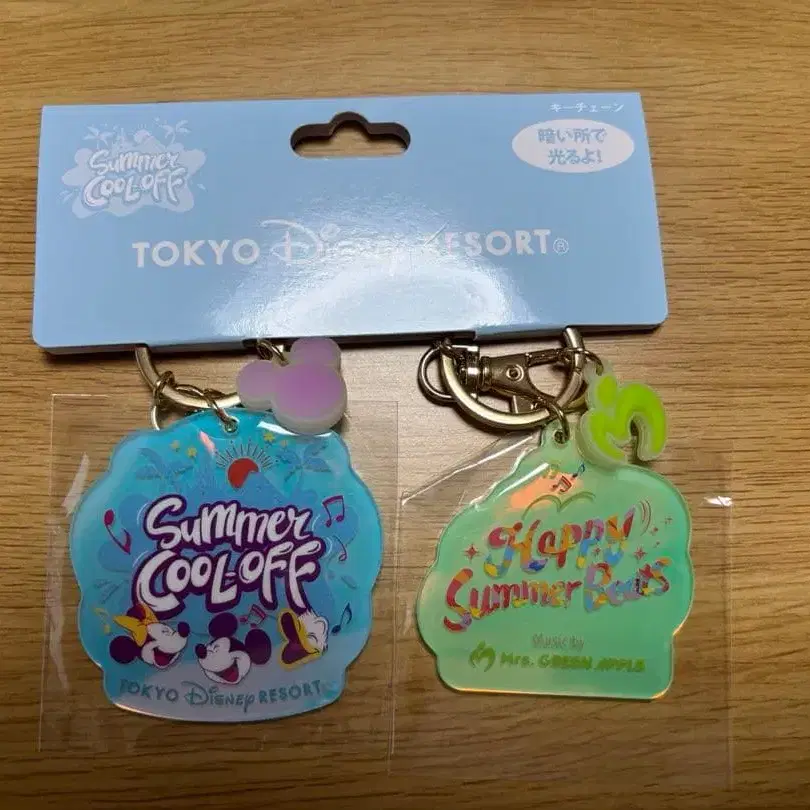 キーチェーン
Summer
COOL-OFF
暗い所で
光るよ!
TOKYO Disney RESORT®
Summer
COOL-OFF
TOKYO Disney RESORT
Happy
Summer Beats
Music by
Mrs. GREEN APPLE